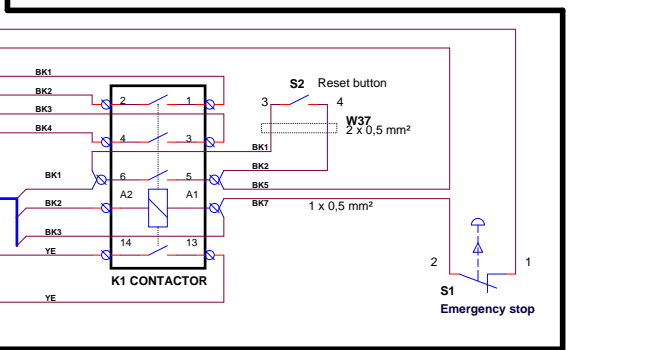 BK1
BK2
BK3
BK4
2 1
4 3
6 5
A2 A1
14 13
S2 Reset button
3 4
W37
2 x 0,5 mm²
BK1
BK2
BK5
BK7
1 x 0,5 mm²
BK1
BK2
BK3
YE
YE
K1 CONTACTOR
2 1
S1
Emergency stop